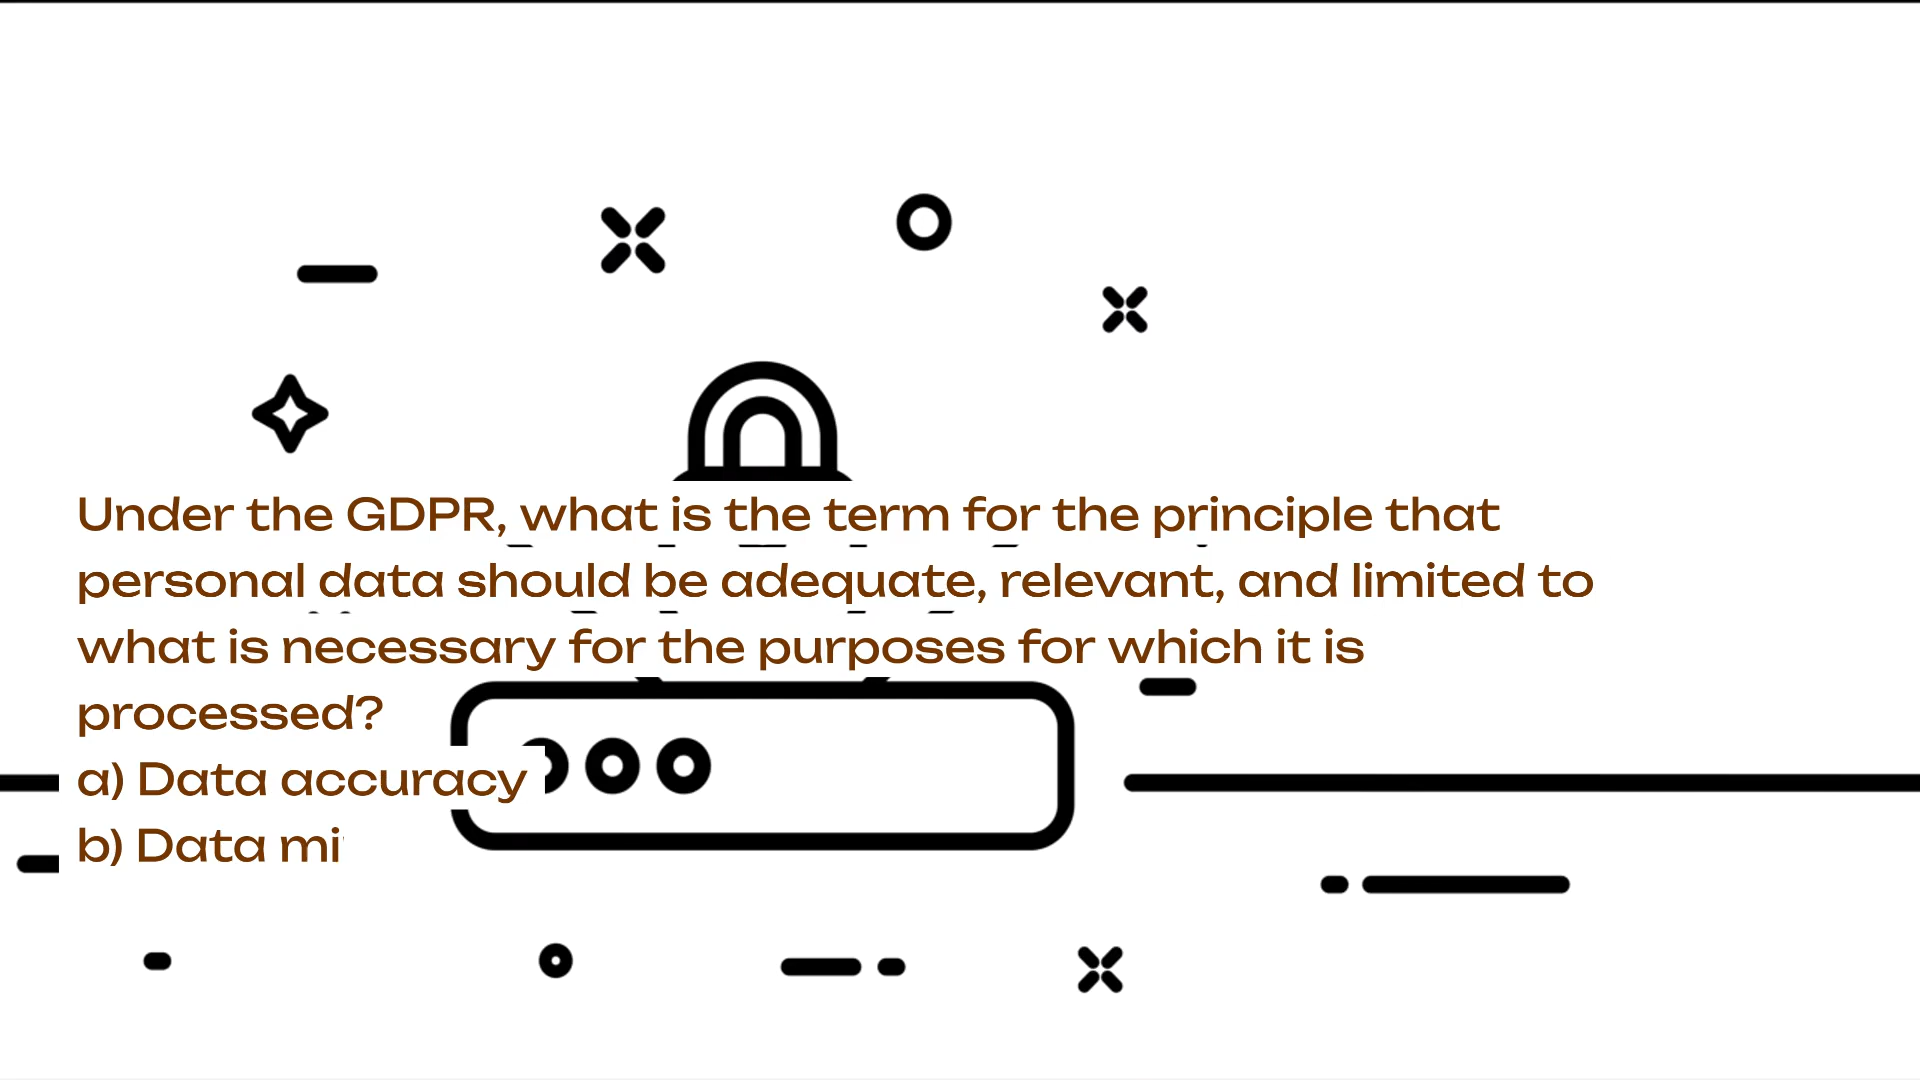 Under the GDPR, what is the term for the principle that
personal data should be adequate, relevant, and limited to
what is necessary for the purposes for which it is
processed?
a) Data accuracy
b) Data mi